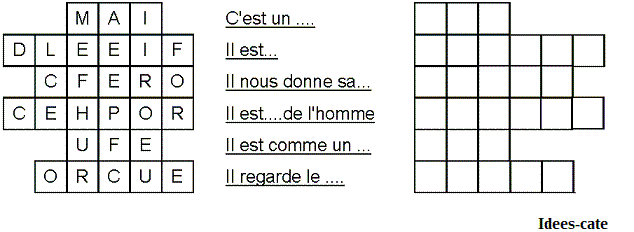 M A I C'est un ....
D L E E I F Il est...
C F E R O Il nous donne sa...
C E H P O R Il est....de l'homme
U F E Il est comme un ...
O R C U E Il regarde le ....
Idees-cate